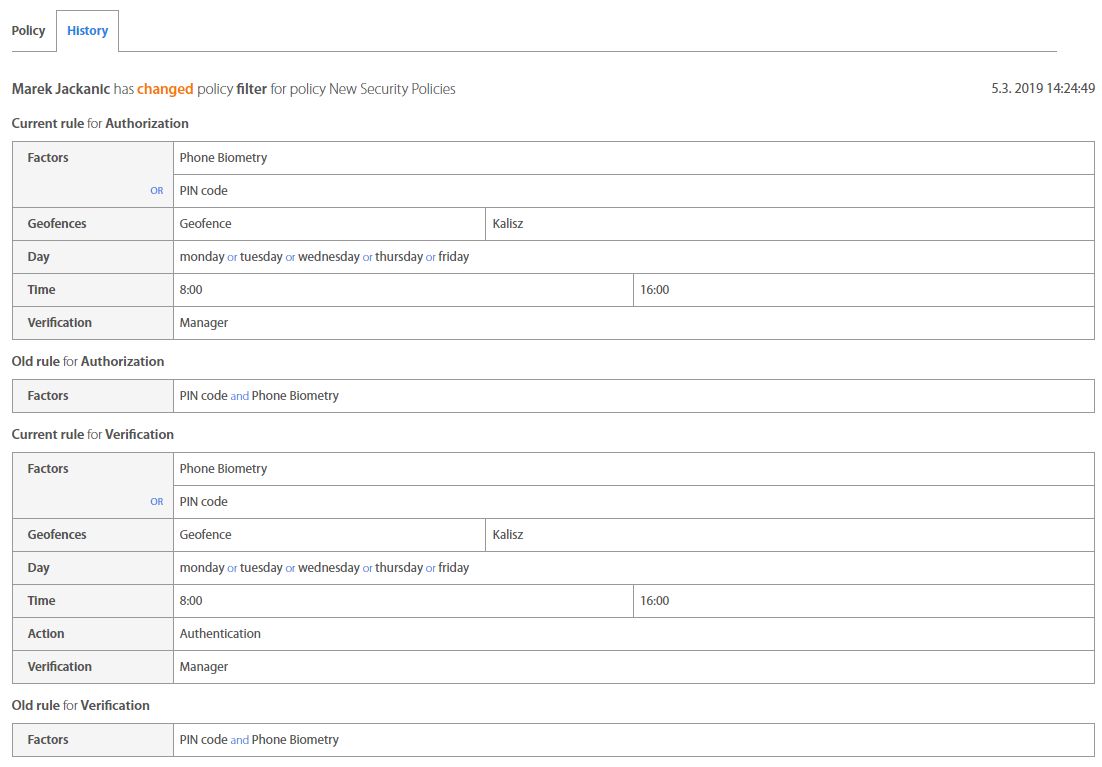 Policy History
Marek Jackanic has changed policy filter for policy New Security Policies 5.3. 2019 14:24:49
Current rule for Authorization
Factors Phone Biometry
OR PIN code
Geofences Geofence Kalisz
Day monday or tuesday or wednesday or thursday or friday
Time 8:00 16:00
Verification Manager
Old rule for Authorization
Factors PIN code and Phone Biometry
Current rule for Verification
Factors Phone Biometry
OR PIN code
Geofences Geofence Kalisz
Day monday or tuesday or wednesday or thursday or friday
Time 8:00 16:00
Action Authentication
Verification Manager
Old rule for Verification
Factors PIN code and Phone Biometry